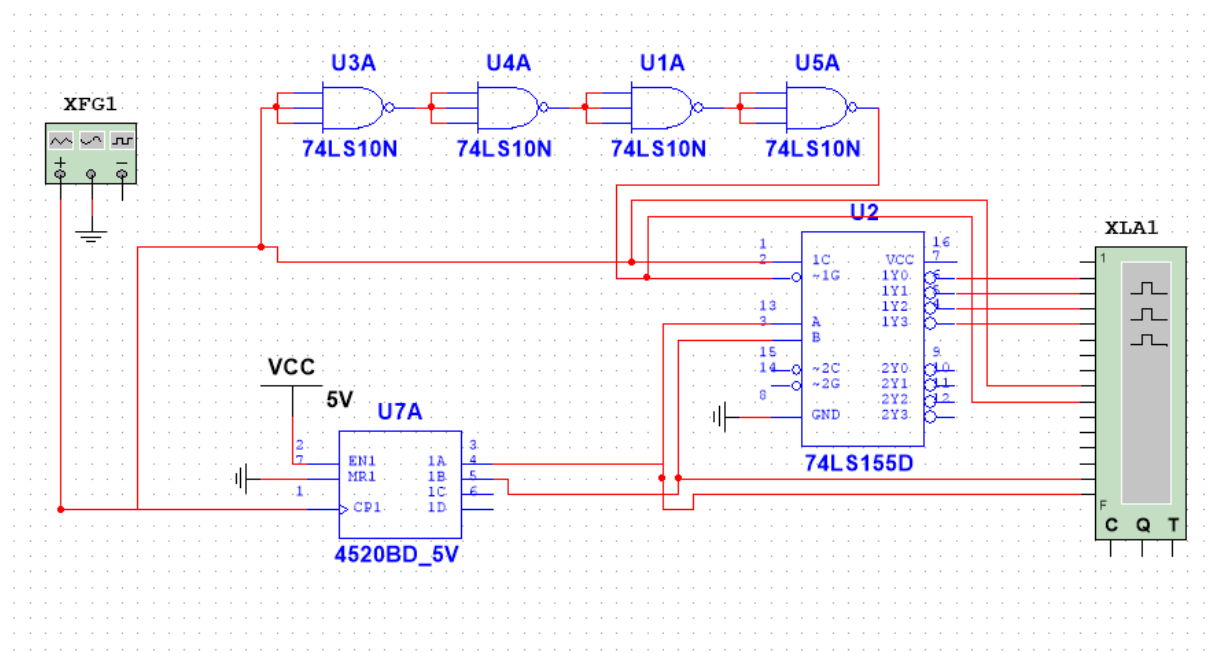 U3A U4A U1A U5A
XFG1
74LS10N 74LS10N 74LS10N 74LS10N
+ −
U2
XLA1
1 16
2 1C VCC 7
~1G 1Y0 6
1Y1 5
1Y2 4
13
3 A 1Y3
B
15 9
14 ~2C 2Y0 10
~2G 2Y1 11
8 2Y2 12
GND 2Y3
74LS155D
1
F
C Q T
VCC
5V
U7A
2 3
7 EN1 1A 4
MR1 1B 5
1 1C 6
CP1 1D
4520BD_5V